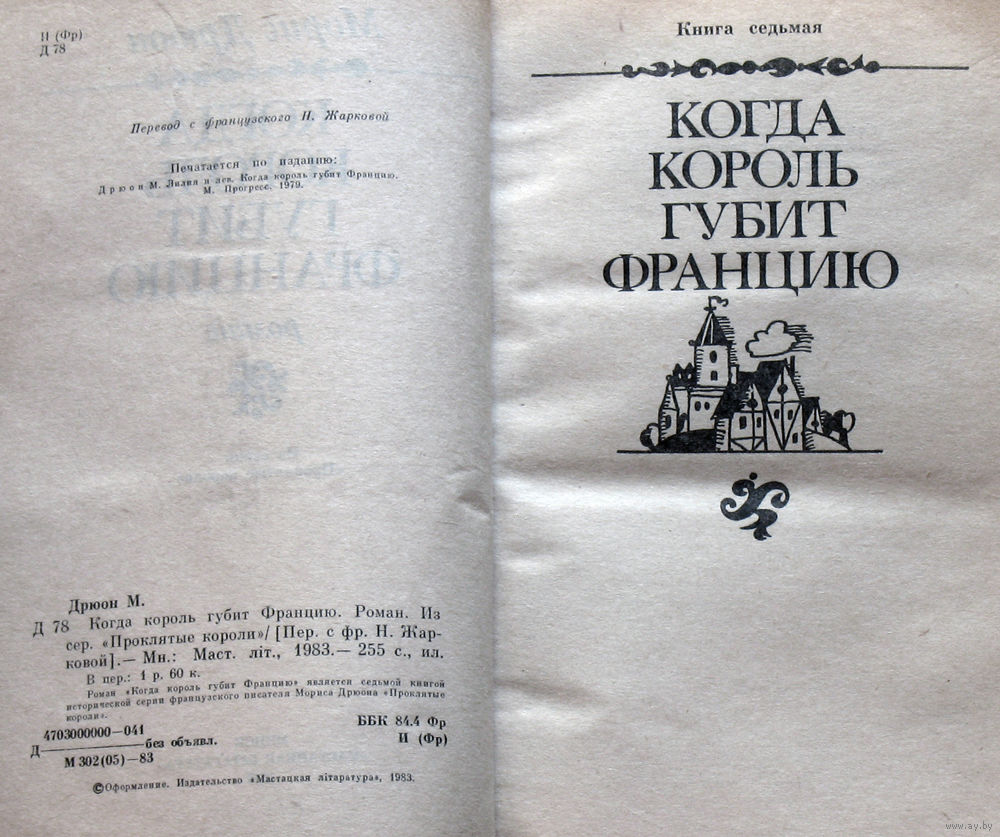 И (Фр)
Д 78
Перевод с французского Н. Жарковой
Печатается по изданию:
Дрюон М. Лилия и лев. Когда король губит Францию.
М. Прогресс. 1979.
Дрюон М.
Д 78 Когда король губит Францию. Роман. Из
сер. «Проклятые короли»/[Пер. с фр. Н. Жар-
ковой].— Мн.: Маст. літ., 1983.— 255 с., ил.
В пер.: 1 р. 60 к.
Роман «Когда король губит Францию» является седьмой книгой
исторической серии французского писателя Мориса Дрюона «Проклятые
короли».
4703000000—041
Д без объявл.
М 302(05)—83
ББК 84.4 Фр
И (Фр)
©Оформление. Издательство «Мастацкая літаратура», 1983.
Книга седьмая
КОГДА
КОРОЛЬ
ГУБИТ
ФРАНЦИЮ
www.ay.by